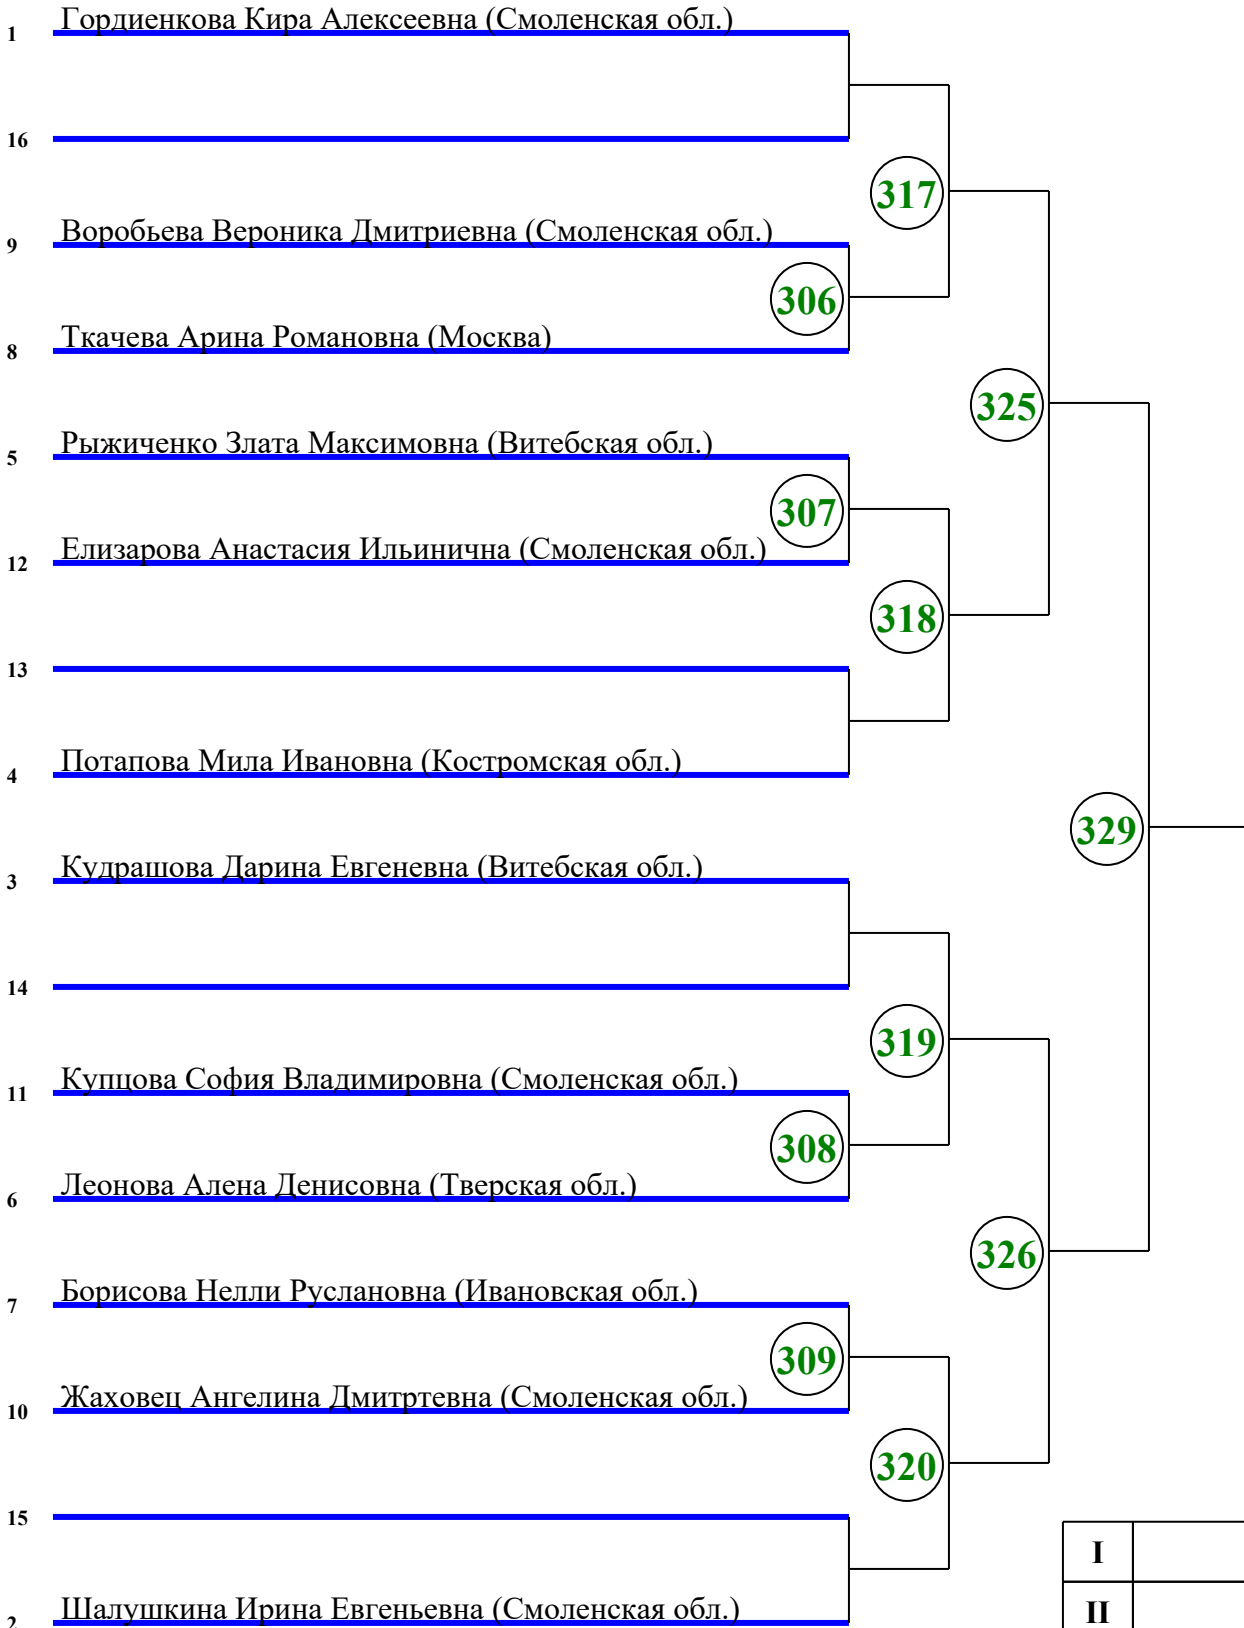 1 Гордиенкова Кира Алексеевна (Смоленская обл.)
16
317
9 Воробьева Вероника Дмитриевна (Смоленская обл.)
306
8 Ткачева Арина Романовна (Москва)
325
5 Рыжиченко Злата Максимовна (Витебская обл.)
307
12 Елизарова Анастасия Ильинична (Смоленская обл.)
318
13
4 Потапова Мила Ивановна (Костромская обл.)
329
3 Кудрашова Дарина Евгеневна (Витебская обл.)
14
319
11 Купцова София Владимировна (Смоленская обл.)
308
6 Леонова Алена Денисовна (Тверская обл.)
326
7 Борисова Нелли Руслановна (Ивановская обл.)
309
10 Жаховец Ангелина Дмитртевна (Смоленская обл.)
320
15
I
2 Шалушкина Ирина Евгеньевна (Смоленская обл.)
II